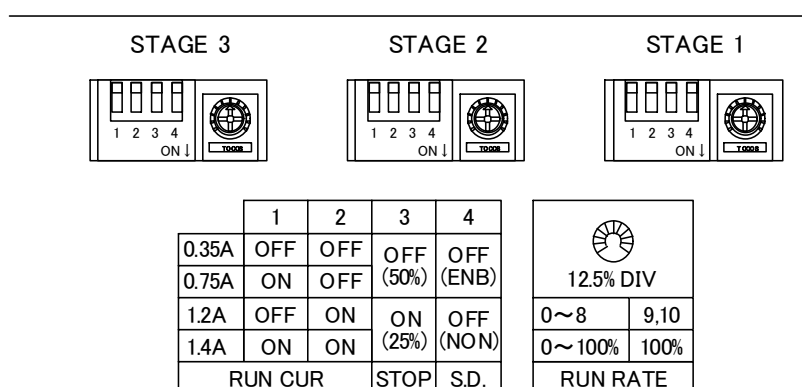 STAGE 3 STAGE 2 STAGE 1
1 2 3 4 1 2 3 4 1 2 3 4
ON↓ TOCOS ON↓ TOCOS ON↓ TOCOS
1 2 3 4
0.35A OFF OFF OFF (50%) OFF (ENB)
0.75A ON OFF
12.5% DIV
1.2A OFF ON ON (25%) OFF (NON)
0～8 9,10
1.4A ON ON
0～100% 100%
RUN CUR STOP S.D. RUN RATE